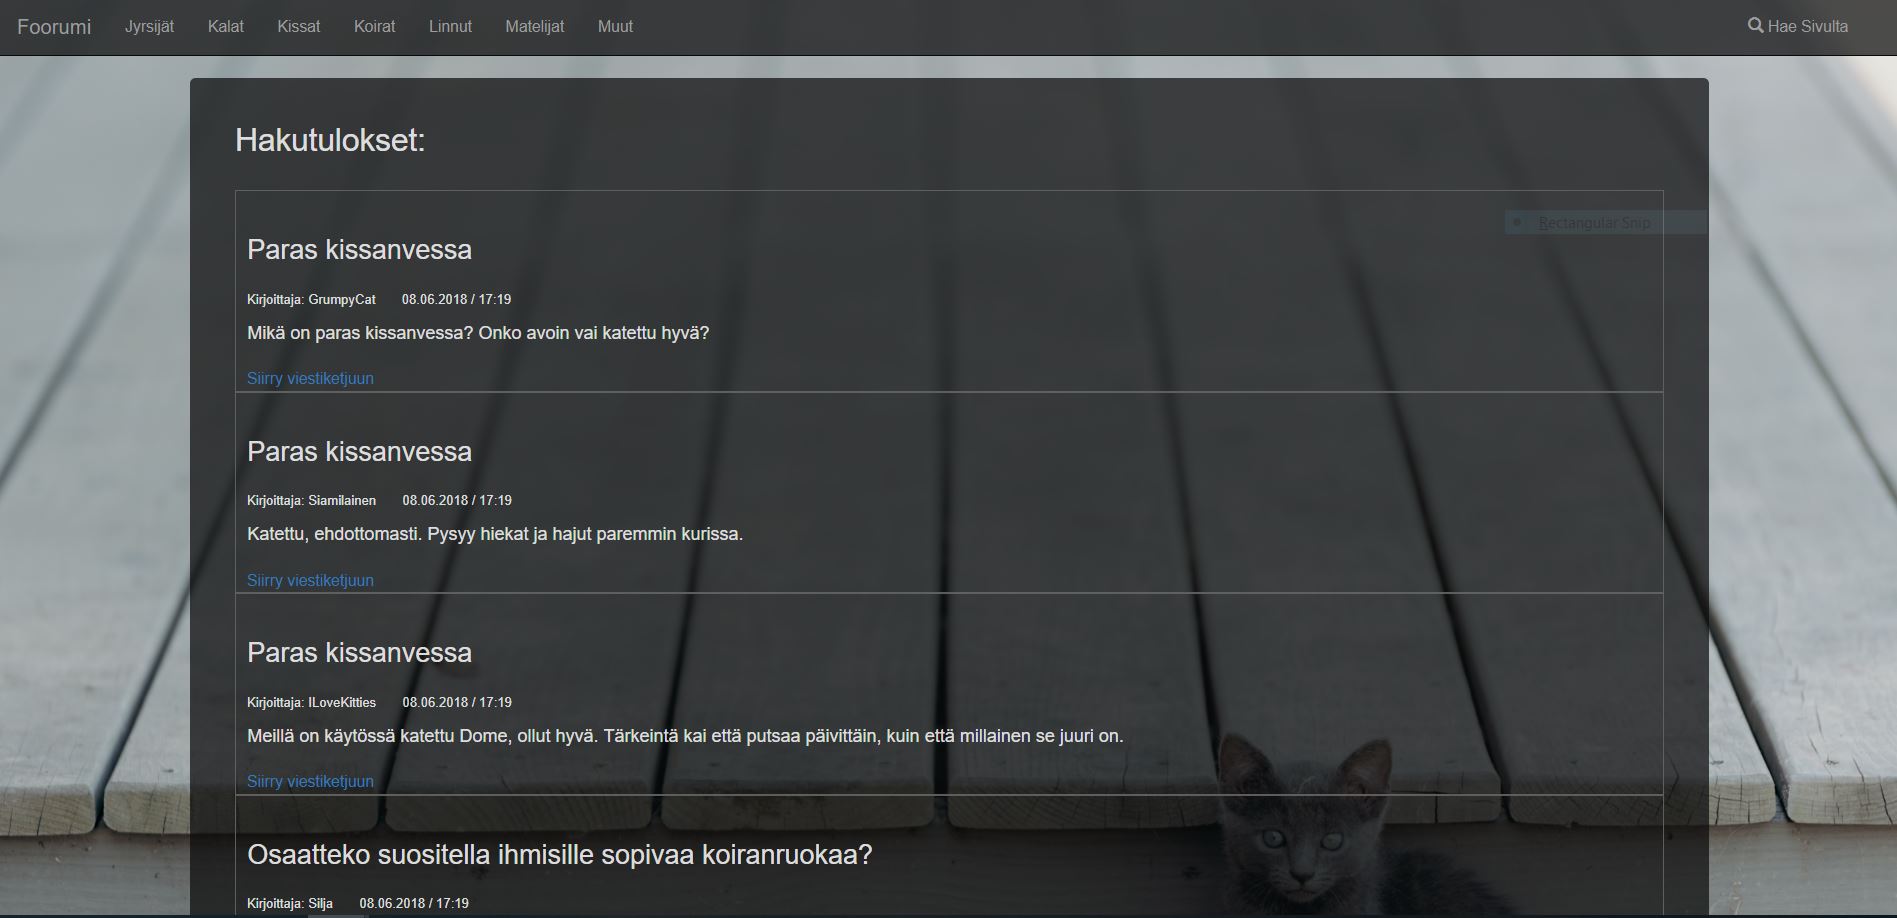 Foorumi Jyrsijät Kalat Kissat Koirat Linnut Matelijat Muut Hae Sivulta
Hakutulokset:
Rectangular Snip
Paras kissanvessa
Kirjoittaja: GrumpyCat 08.06.2018 / 17:19
Mikä on paras kissanvessa? Onko avoin vai katettu hyvä?
Siirry viestiketjuun
Paras kissanvessa
Kirjoittaja: Siamilainen 08.06.2018 / 17:19
Katettu, ehdottomasti. Pysyy hiekat ja hajut paremmin kurissa.
Siirry viestiketjuun
Paras kissanvessa
Kirjoittaja: ILoveKitties 08.06.2018 / 17:19
Meillä on käytössä katettu Dome, ollut hyvä. Tärkeintä kai että putsaa päivittäin, kuin että millainen se juuri on.
Siirry viestiketjuun
Osaatteko suositella ihmisille sopivaa koiranruokaa?
Kirjoittaja: Silja 08.06.2018 / 17:19